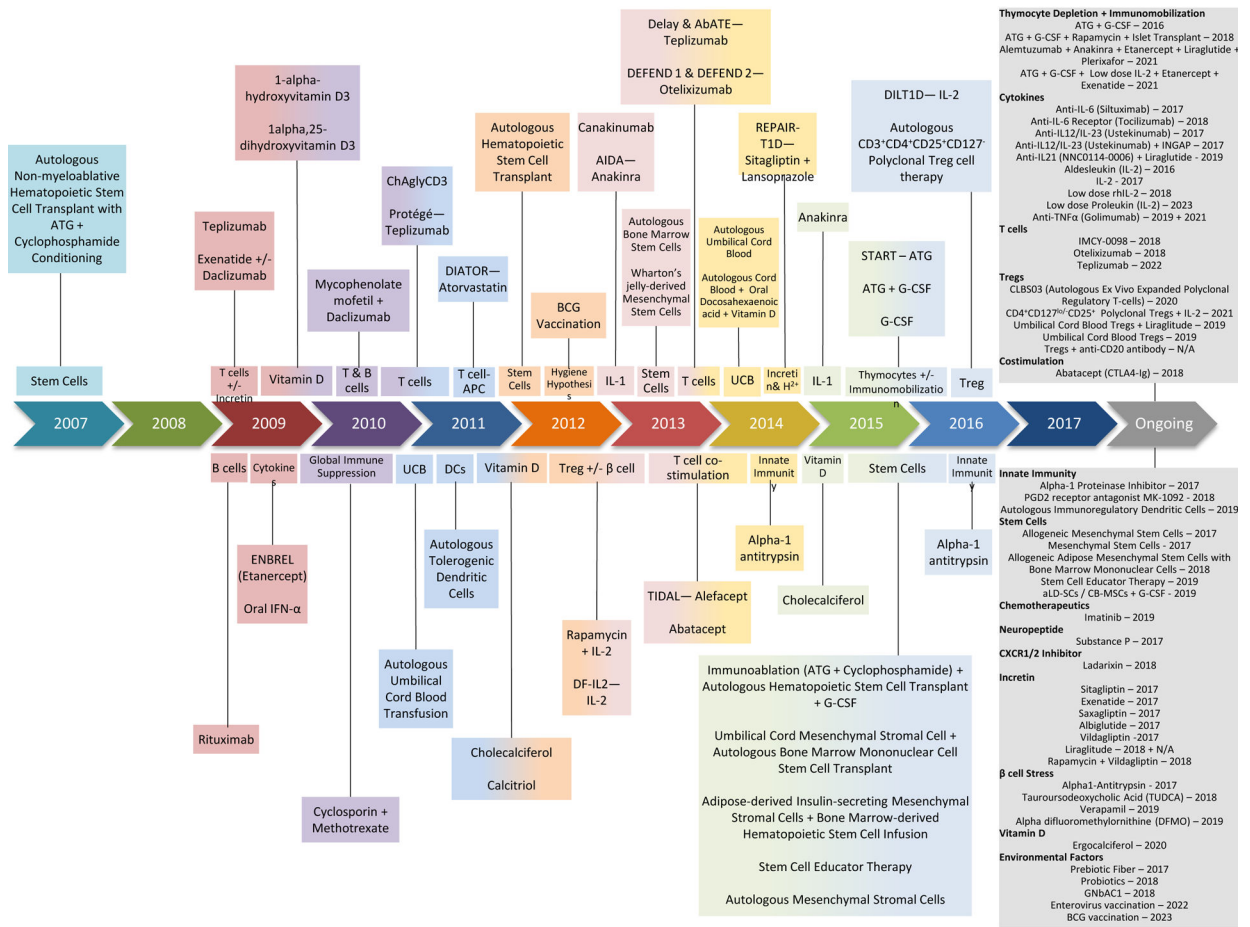 Delay & AbATE—
Teplizumab
DEFEND 1 & DEFEND 2—
Otelixizumab
1-alpha-
hydroxyvitamin D3
1alpha,25-
dihydroxyvitamin D3
DILT1D— IL-2
Autologous
CD3⁺CD4⁺CD25⁺CD127⁻
Polyclonal Treg cell
therapy
Autologous
Hematopoietic
Stem Cell
Transplant
Canakinumab
AIDA—
Anakinra
REPAIR-
T1D—
Sitagliptin +
Lansoprazole
Autologous
Non-myeloablative
Hematopoietic Stem
Cell Transplant with
ATG +
Cyclophosphamide
Conditioning
ChAglyCD3
Protégé—
Teplizumab
Teplizumab
Exenatide +/-
Daclizumab
Autologous
Bone Marrow
Stem Cells
Wharton's
jelly-derived
Mesenchymal
Stem Cells
Autologous
Umbilical Cord
Blood
Autologous Cord
Blood + Oral
Docosahexaenoic
acid + Vitamin D
Anakinra
START – ATG
ATG + G-CSF
G-CSF
DIATOR—
Atorvastatin
Mycophenolate
mofetil +
Daclizumab
BCG
Vaccination
Stem Cells
T cells
+/-
Incretin
Vitamin D
T & B
cells
T cells
T cell-
APC
Stem
Cells
Hygiene
Hypothesi
s
IL-1
Stem
Cells
T cells
UCB
Increti
n& H²⁺
IL-1
Thymocytes +/-
Immunomobilizatio
n
Treg
2007
2008
2009
2010
2011
2012
2013
2014
2015
2016
2017
Ongoing
B cells
Cytokine
s
Global Immune
Suppression
UCB
DCs
Vitamin D
Treg +/- β cell
T cell co-
stimulation
Innate
Immunit
y
Vitamin
D
Stem Cells
Innate
Immunit
y
Rituximab
ENBREL
(Etanercept)
Oral IFN-α
Cyclosporin +
Methotrexate
Autologous
Umbilical
Cord Blood
Transfusion
Autologous
Tolerogenic
Dendritic
Cells
Cholecalciferol
Calcitriol
Rapamycin
+ IL-2
DF-IL2—
IL-2
TIDAL— Alefacept
Abatacept
Alpha-1
antitrypsin
Cholecalciferol
Immunoablation (ATG + Cyclophosphamide) +
Autologous Hematopoietic Stem Cell Transplant
+ G-CSF
Umbilical Cord Mesenchymal Stromal Cell +
Autologous Bone Marrow Mononuclear Cell
Stem Cell Transplant
Adipose-derived Insulin-secreting Mesenchymal
Stromal Cells + Bone Marrow-derived
Hematopoietic Stem Cell Infusion
Stem Cell Educator Therapy
Autologous Mesenchymal Stromal Cells
Alpha-1
antitrypsin
Thymocyte Depletion + Immunomobilization
ATG + G-CSF – 2016
ATG + G-CSF + Rapamycin + Islet Transplant – 2018
Alemtuzumab + Anakinra + Etanercept + Liraglutide +
Plerixafor – 2021
ATG + G-CSF + Low dose IL-2 + Etanercept +
Exenatide – 2021
Cytokines
Anti-IL-6 (Siltuximab) – 2017
Anti-IL-6 Receptor (Tocilizumab) – 2018
Anti-IL12/IL-23 (Ustekinumab) – 2017
Anti-IL12/IL-23 (Ustekinumab) + INGAP – 2017
Anti-IL21 (NNC0114-0006) + Liraglutide - 2019
Aldesleukin (IL-2) – 2016
IL-2 - 2017
Low dose rhIL-2 – 2018
Low dose Proleukin (IL-2) – 2023
Anti-TNFα (Golimumab) – 2019 + 2021
T cells
IMCY-0098 – 2018
Otelixizumab – 2018
Teplizumab – 2022
Tregs
CLBS03 (Autologous Ex Vivo Expanded Polyclonal
Regulatory T-cells) – 2020
CD4⁺CD127ˡᵒ/⁻CD25⁺ Polyclonal Tregs + IL-2 – 2021
Umbilical Cord Blood Tregs + Liraglitude – 2019
Umbilical Cord Blood Tregs – 2019
Tregs + anti-CD20 antibody – N/A
Costimulation
Abatacept (CTLA4-Ig) – 2018
Innate Immunity
Alpha-1 Proteinase Inhibitor – 2017
PGD2 receptor antagonist MK-1092 - 2018
Autologous Immunoregulatory Dendritic Cells – 2019
Stem Cells
Allogeneic Mesenchymal Stem Cells – 2017
Mesenchymal Stem Cells - 2017
Allogeneic Adipose Mesenchymal Stem Cells with
Bone Marrow Mononuclear Cells – 2018
Stem Cell Educator Therapy – 2019
aLD-SCs / CB-MSCs + G-CSF - 2019
Chemotherapeutics
Imatinib – 2019
Neuropeptide
Substance P – 2017
CXCR1/2 Inhibitor
Ladarixin – 2018
Incretin
Sitagliptin – 2017
Exenatide – 2017
Saxagliptin – 2017
Albiglutide – 2017
Vildagliptin -2017
Liraglitude – 2018 + N/A
Rapamycin + Vildagliptin – 2018
β cell Stress
Alpha1-Antitrypsin - 2017
Tauroursodeoxycholic Acid (TUDCA) – 2018
Verapamil – 2019
Alpha difluoromethylornithine (DFMO) – 2019
Vitamin D
Ergocalciferol – 2020
Environmental Factors
Prebiotic Fiber – 2017
Probiotics – 2018
GNbAC1 – 2018
Enterovirus vaccination – 2022
BCG vaccination – 2023